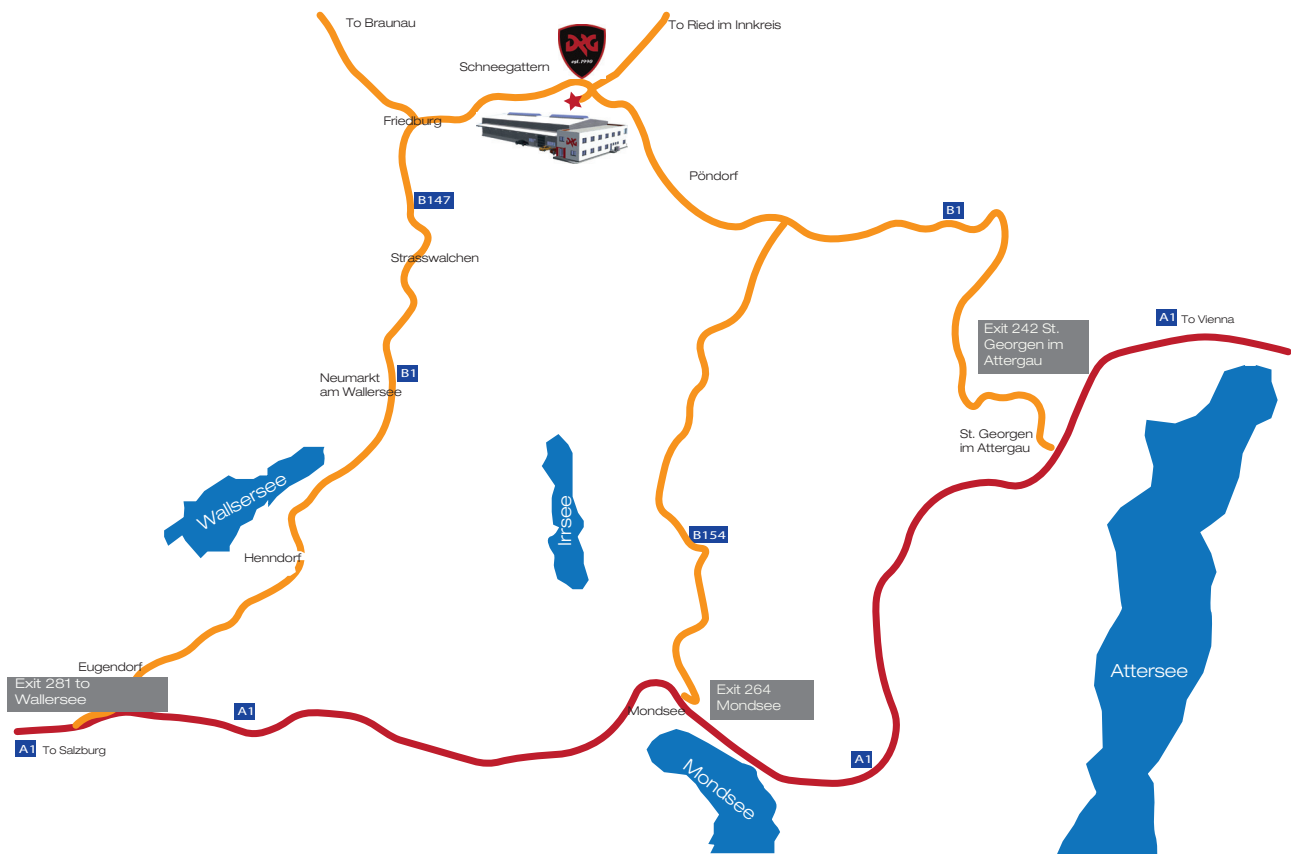 To Braunau
To Ried im Innkreis
est. 1990
Schneegattern
Friedburg
Pöndorf
B147
B1
Strasswalchen
Exit 242 St.
Georgen im
Attergau
A1 To Vienna
Neumarkt
am Wallersee
B1
St. Georgen
im Attergau
Wallsersee
Irrsee
B154
Henndorf
Eugendorf
Attersee
Exit 281 to
Wallersee
Exit 264
Mondsee
A1
Mondsee
A1 To Salzburg
A1
Mondsee